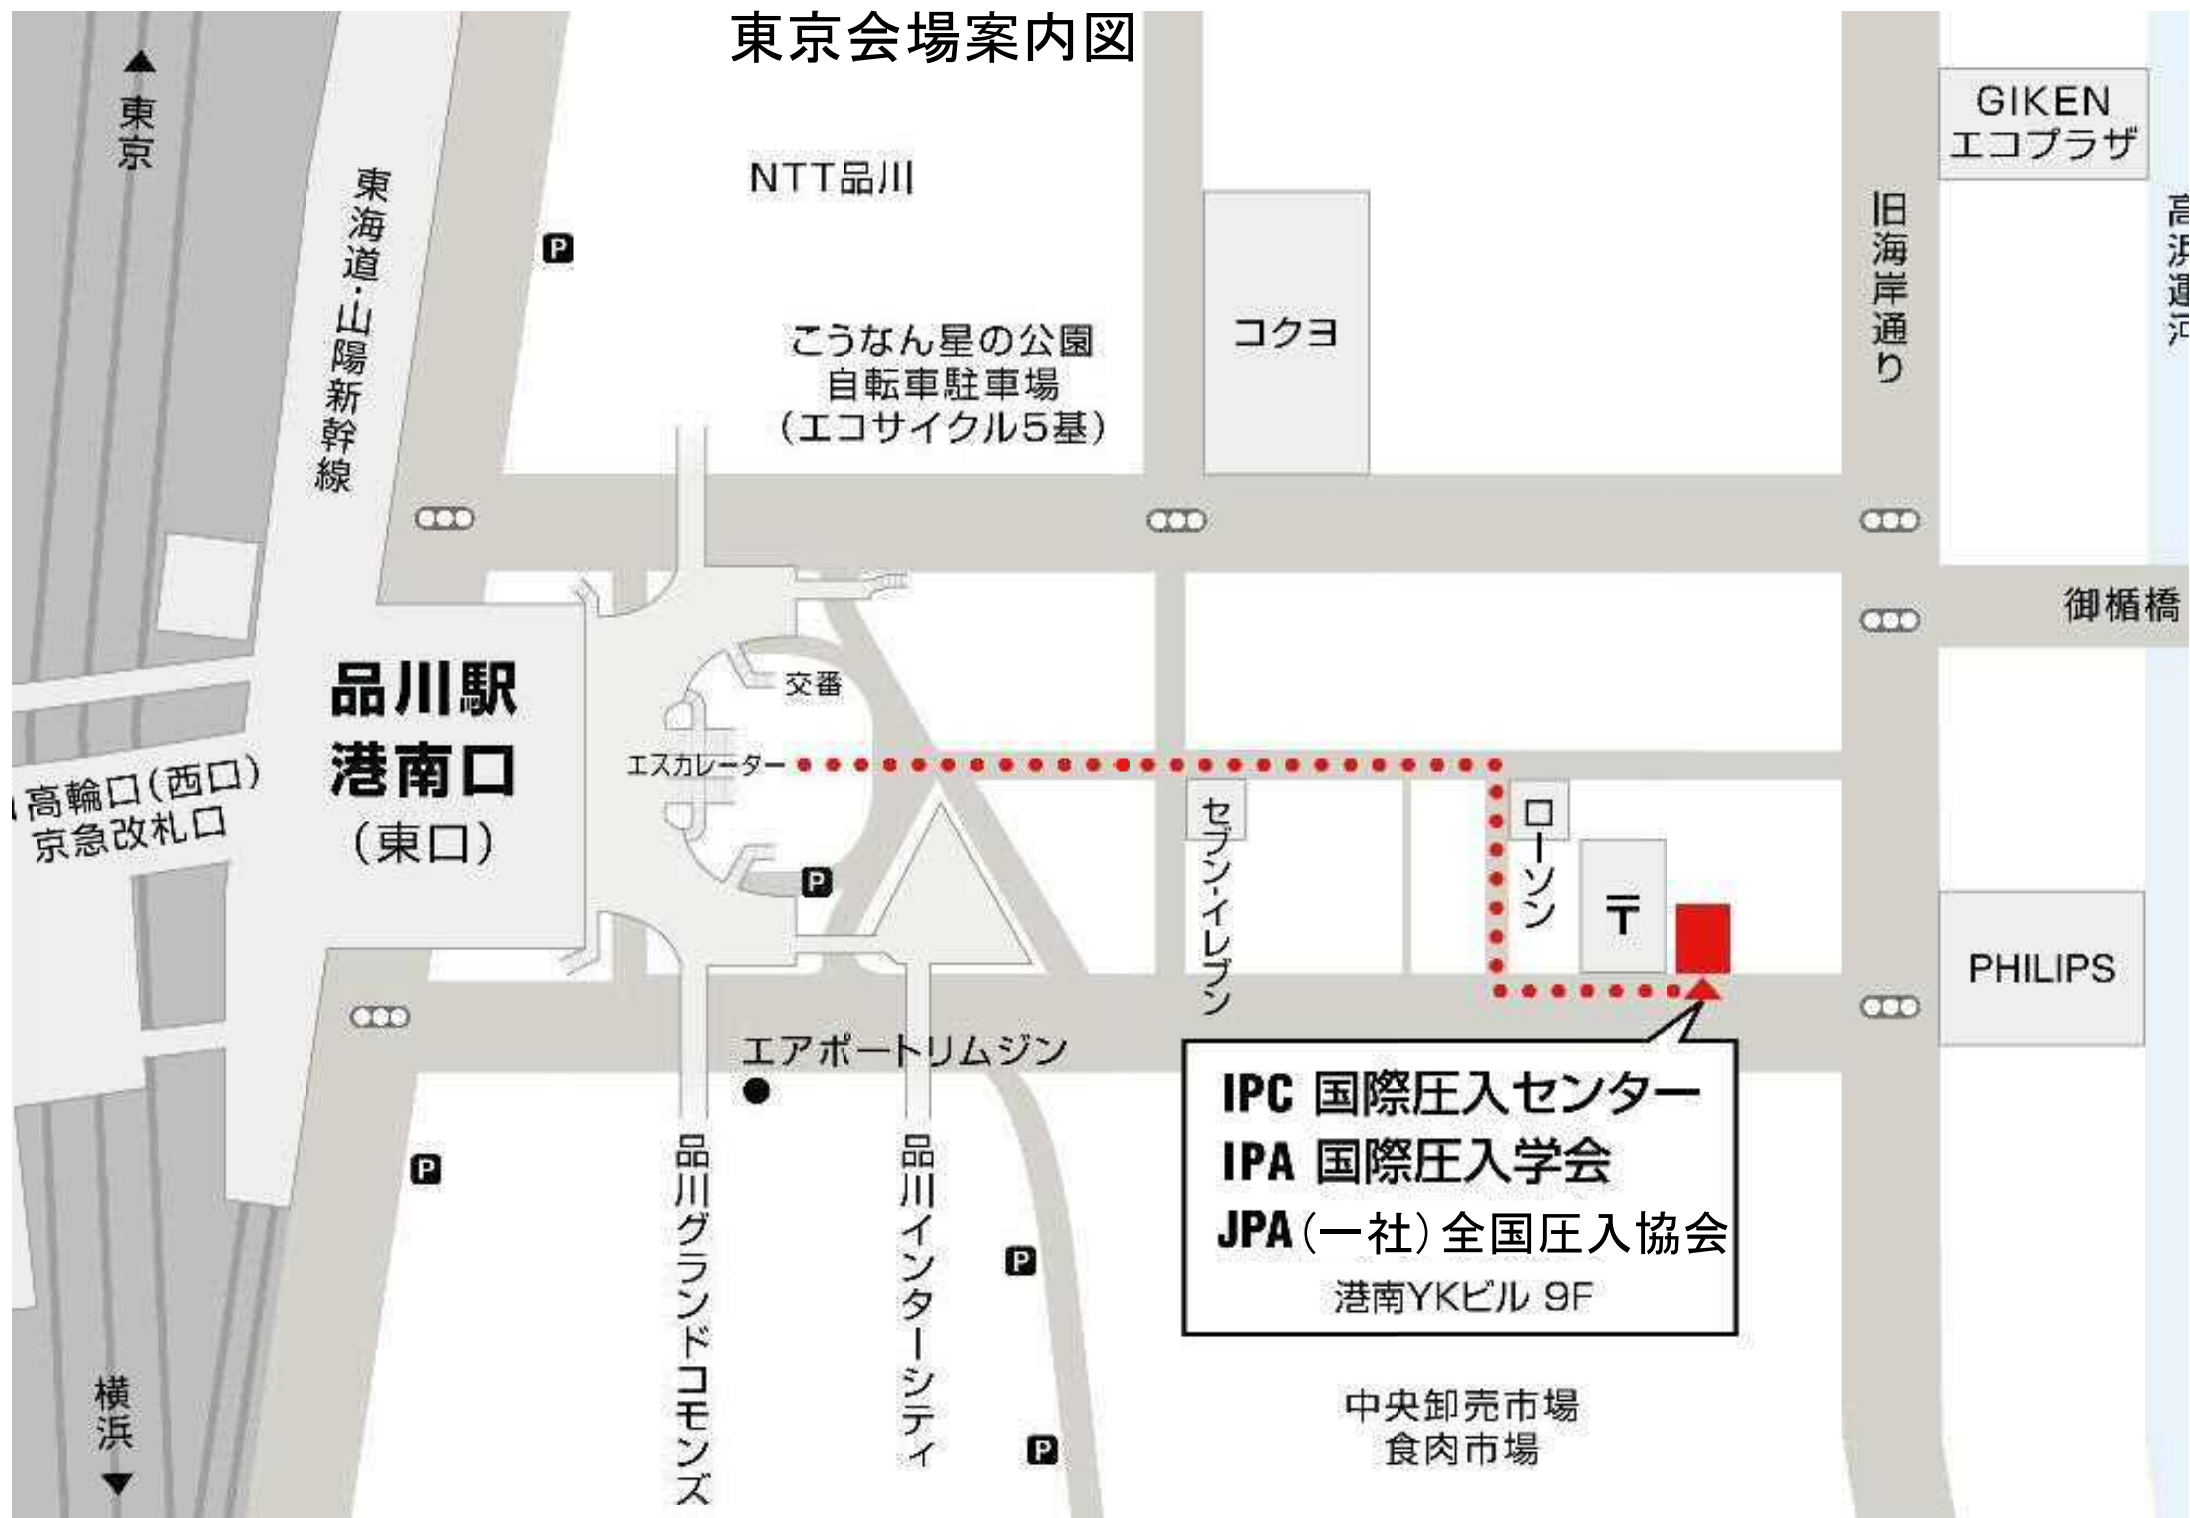 東京会場案内図
東京
東海道・山陽新幹線
NTT品川
P
こうなん星の公園
自転車駐車場
(エコサイクル5基)
コクヨ
旧海岸通り
GIKEN
エコプラザ
高浜運河
御楯橋
品川駅
港南口
(東口)
高輪口(西口)
京急改札口
交番
エスカレーター
P
セブン-イレブン
ローソン
〒
PHILIPS
エアポートリムジン
IPC 国際圧入センター
IPA 国際圧入学会
JPA(一社)全国圧入協会
港南YKビル 9F
P
品川グランドコモンズ
品川インターシティ
P
P
中央卸売市場
食肉市場
横浜